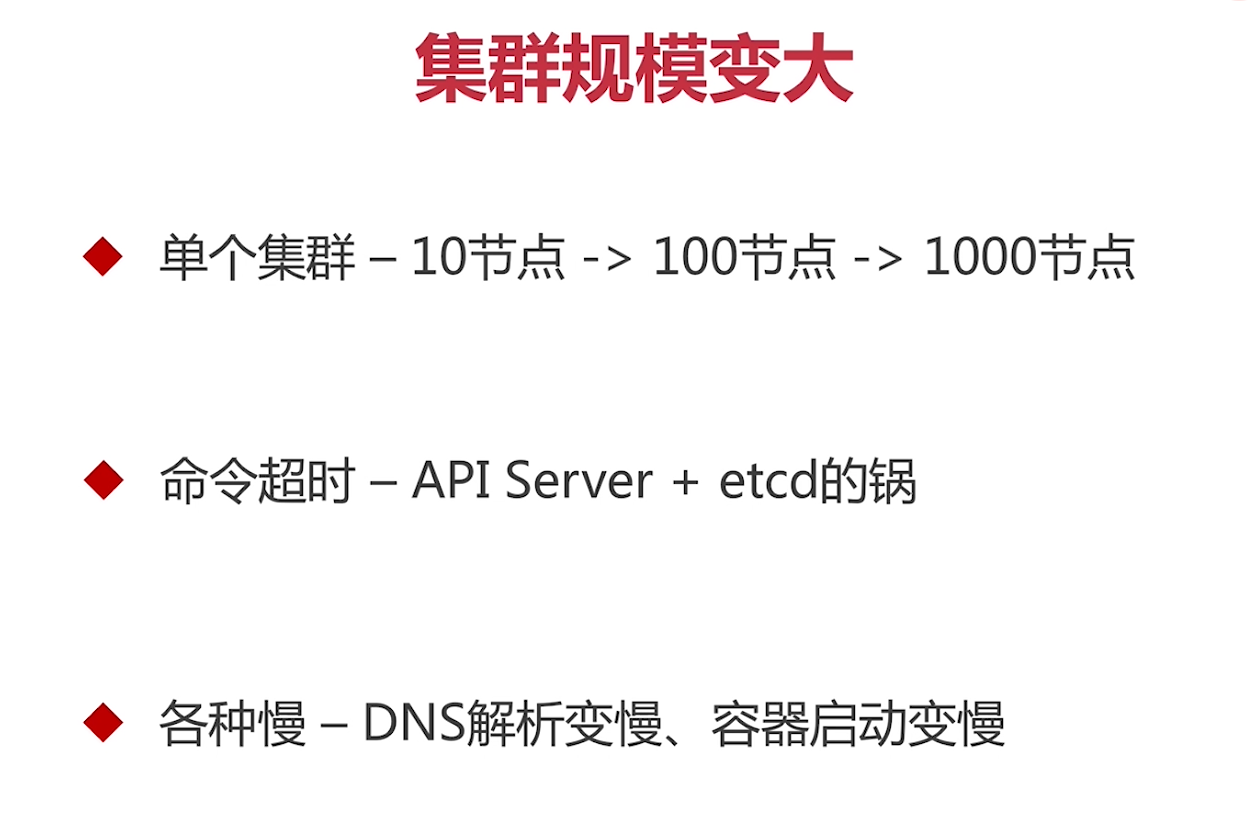 集群规模变大
单个集群 – 10节点 -> 100节点 -> 1000节点
命令超时 – API Server + etcd的锅
各种慢 – DNS解析变慢、容器启动变慢